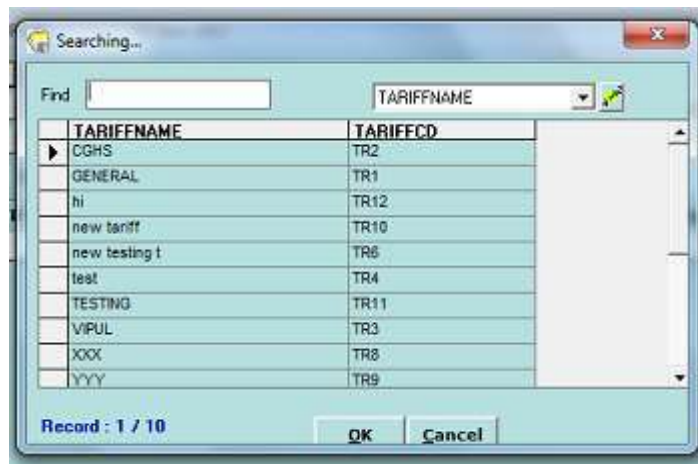 Searching...
Find TARIFFNAME
TARIFFNAME TARIFFCD
CGHS TR2
GENERAL TR1
hi TR12
new tariff TR10
new testing t TR6
test TR4
TESTING TR11
VIPUL TR3
XXX TR8
YYY TR9
Record : 1 / 10 OK Cancel